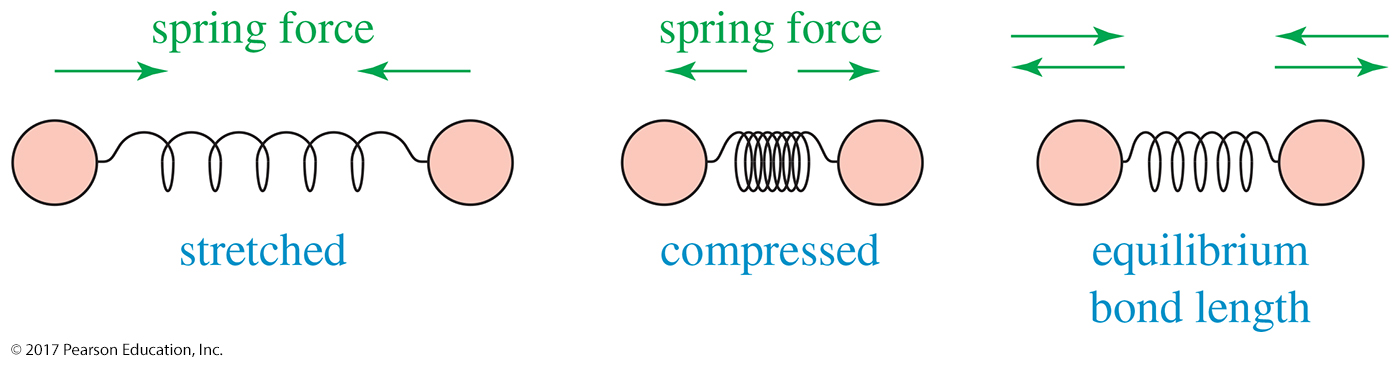 spring force
spring force
stretched
compressed
equilibrium
bond length
© 2017 Pearson Education, Inc.